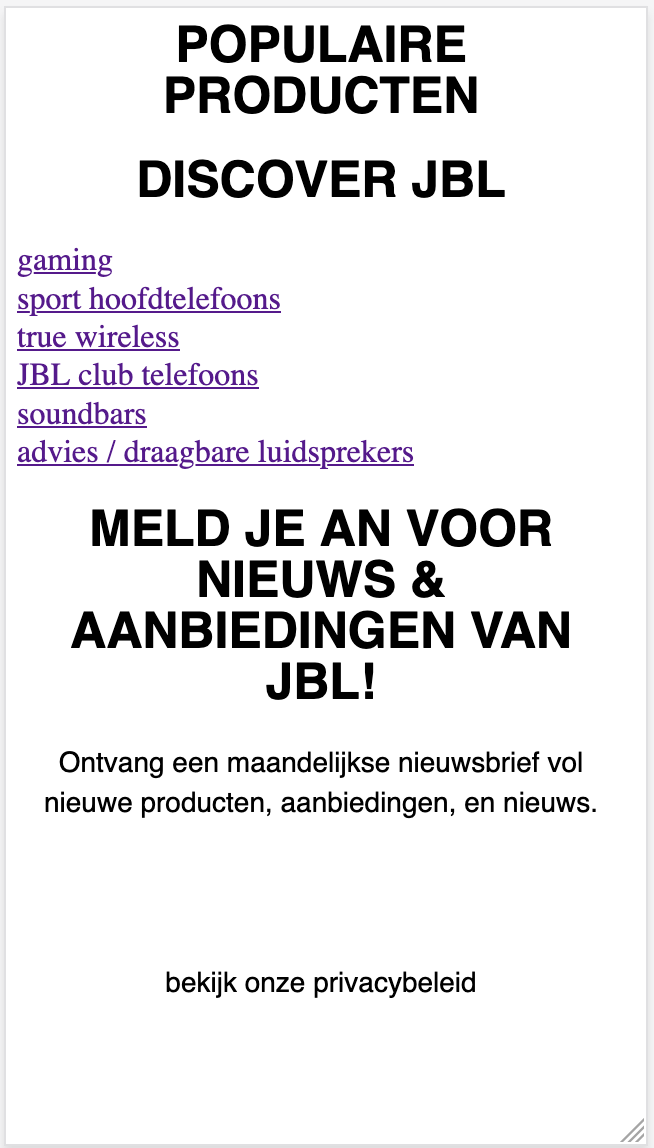 POPULAIRE
PRODUCTEN
DISCOVER JBL
gaming
sport hoofdtelefoons
true wireless
JBL club telefoons
soundbars
advies / draagbare luidsprekers
MELD JE AN VOOR
NIEUWS &
AANBIEDINGEN VAN
JBL!
Ontvang een maandelijkse nieuwsbrief vol
nieuwe producten, aanbiedingen, en nieuws.
bekijk onze privacybeleid